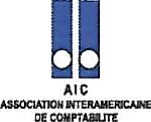 AIC
ASSOCIATION INTERAMERICAINE
DE COMPTABILITE